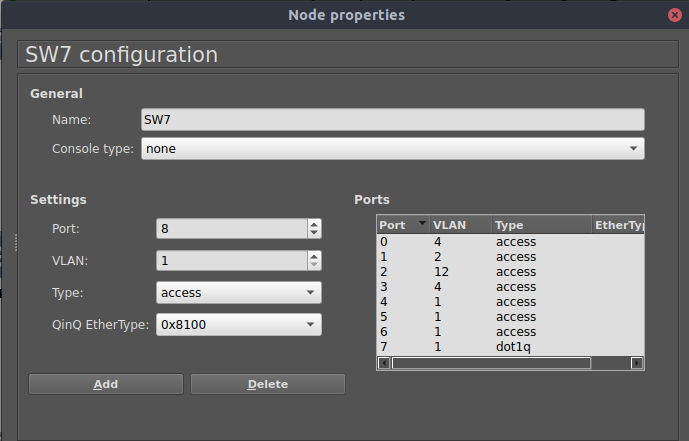 Node properties
SW7 configuration
General
Name: SW7
Console type: none
Settings
Port: 8
VLAN: 1
Type: access
QinQ EtherType: 0x8100
Add Delete
Ports
Port VLAN Type EtherTyp
0 4 access
1 2 access
2 12 access
3 4 access
4 1 access
5 1 access
6 1 access
7 1 dot1q